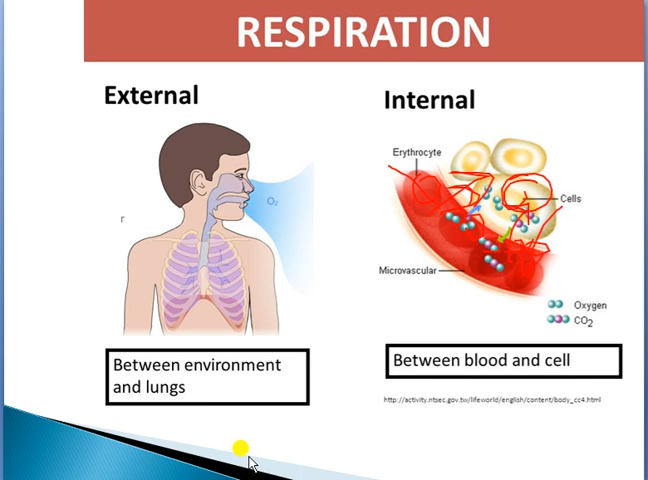 RESPIRATION
External
Internal
Erythrocyte
Cells
O₂
r
Microvascular
Oxygen
CO₂
Between environment
and lungs
Between blood and cell
http://activity.ntsec.gov.tw/lifeworld/english/content/body_cc4.html